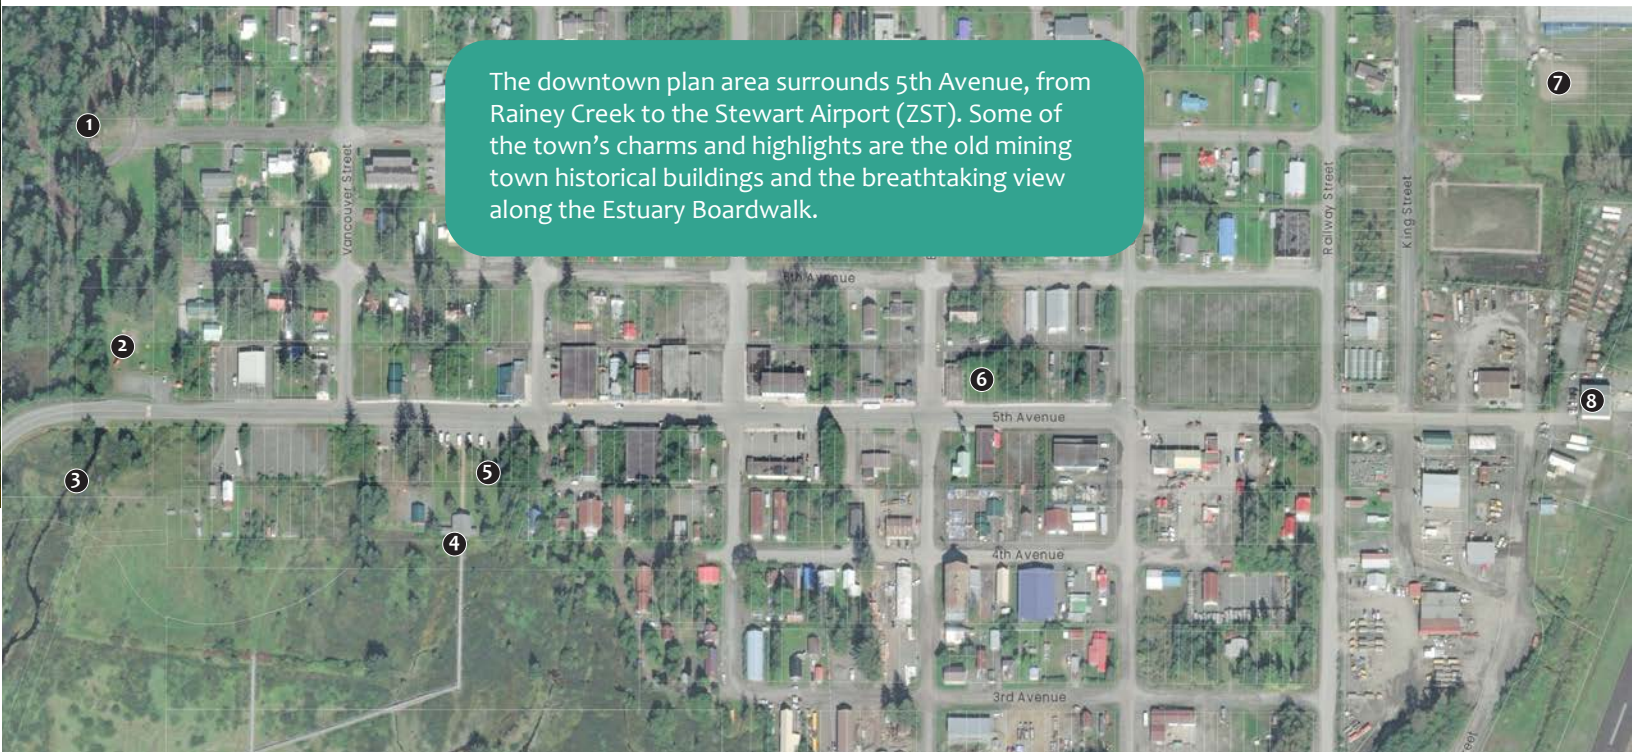 The downtown plan area surrounds 5th Avenue, from
Rainey Creek to the Stewart Airport (ZST). Some of
the town's charms and highlights are the old mining
town historical buildings and the breathtaking view
along the Estuary Boardwalk.
7
1
Vancouver Street
Railway Street
King Street
6th Avenue
2
6
8
5th Avenue
3
5
4
4th Avenue
3rd Avenue